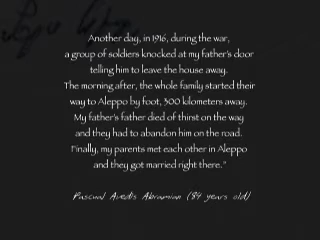 Another day, in 1916, during the war,
a group of soldiers knocked at my father's door
telling him to leave the house away.
The morning after, the whole family started their
way to Aleppo by foot, 300 kilometers away.
My father's father died of thirst on the way
and they had to abandon him on the road.
Finally, my parents met each other in Aleppo
and they got married right there."
Pascual Avedis Abramian (84 years old)